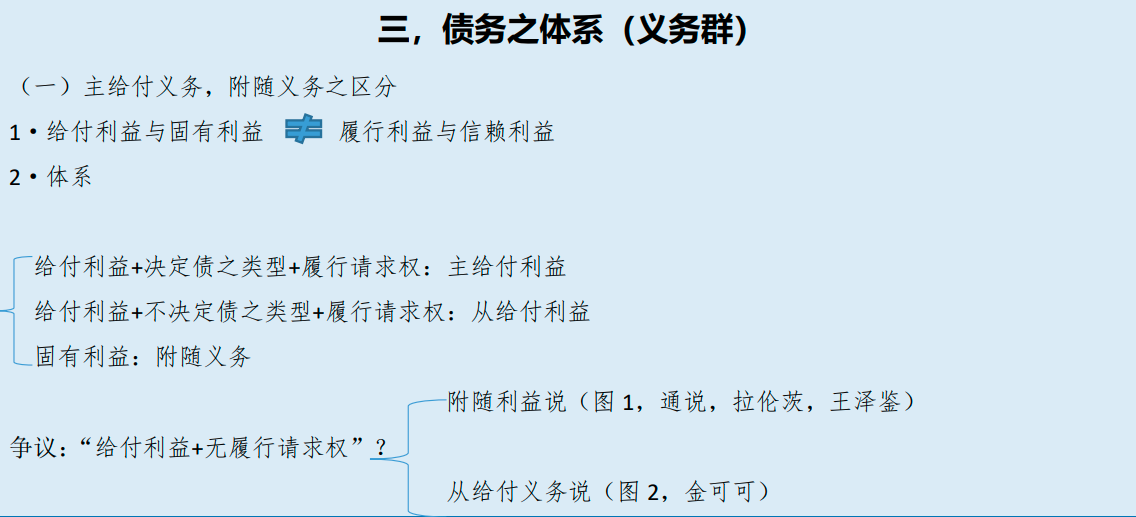 三，债务之体系（义务群）
（一）主给付义务，附随义务之区分
1·给付利益与固有利益 ≠ 履行利益与信赖利益
2·体系
给付利益+决定债之类型+履行请求权：主给付利益
给付利益+不决定债之类型+履行请求权：从给付利益
固有利益：附随义务
附随利益说（图1，通说，拉伦茨，王泽鉴）
争议：“给付利益+无履行请求权”？
从给付义务说（图2，金可可）